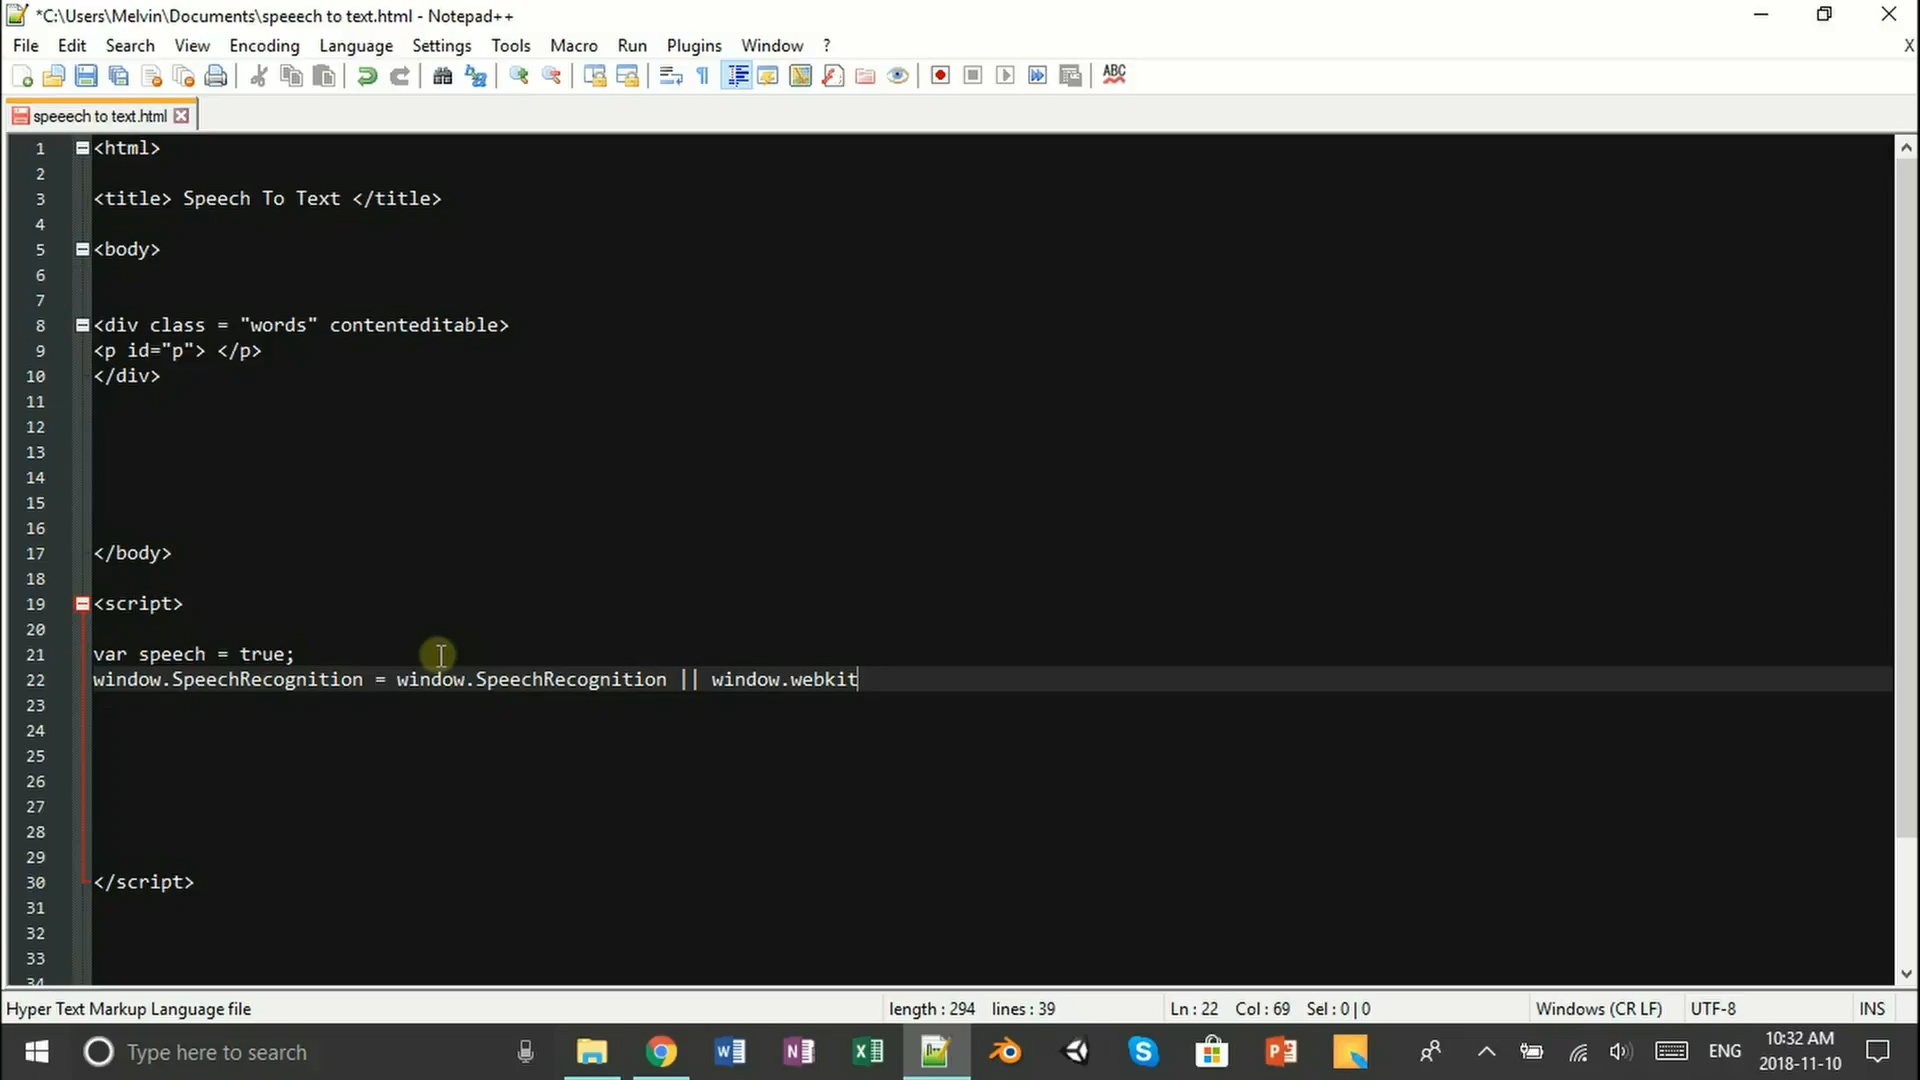 *C:\Users\Melvin\Documents\speeech to text.html - Notepad++
File Edit Search View Encoding Language Settings Tools Macro Run Plugins Window ? X
ABC
speeech to text.html
1 <html>
2
3 <title> Speech To Text </title>
4
5 <body>
6
7
8 <div class = "words" contenteditable>
9 <p id="p"> </p>
10 </div>
11
12
13
14
15
16
17 </body>
18
19 <script>
20
21 var speech = true;
22 window.SpeechRecognition = window.SpeechRecognition || window.webkit
23
24
25
26
27
28
29
30 </script>
31
32
33
34
Hyper Text Markup Language file length : 294 lines : 39 Ln : 22 Col : 69 Sel : 0 | 0 Windows (CR LF) UTF-8 INS
Type here to search ENG 10:32 AM
2018-11-10